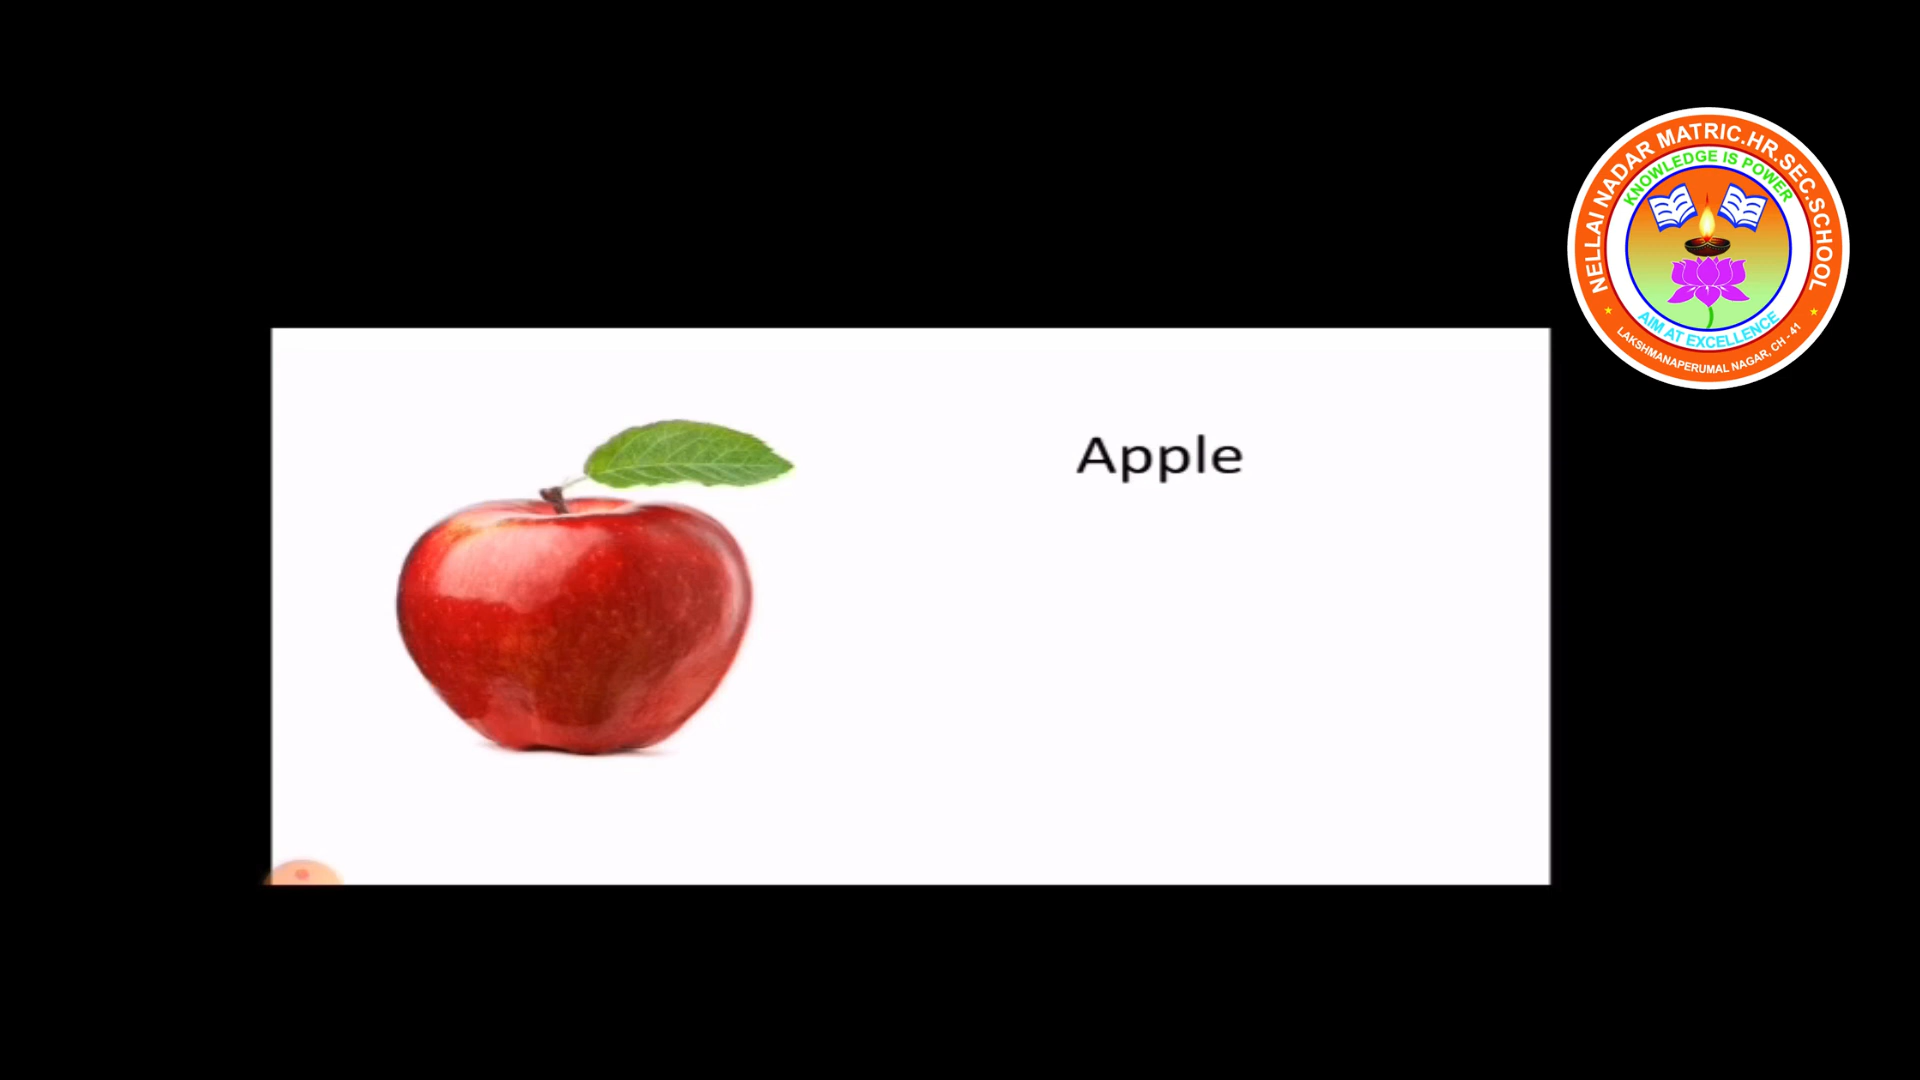 Apple
NELLAI NADAR MATRIC.HR.SEC.SCHOOL
KNOWLEDGE IS POWER
AIM AT EXCELLENCE
LAKSHMANAPERUMAL NAGAR, CH - 41